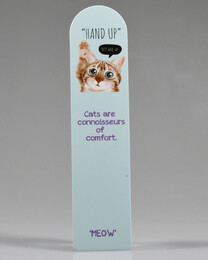 "HAND UP"
Cats are
connoisseurs
of
comfort.
"MEOW"